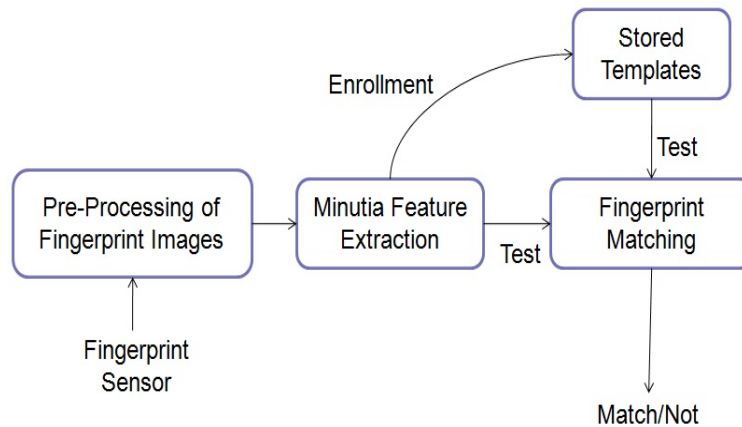 Stored
Templates
Enrollment
Test
Pre-Processing of
Fingerprint Images
Minutia Feature
Extraction
Test
Fingerprint
Matching
Fingerprint
Sensor
Match/Not